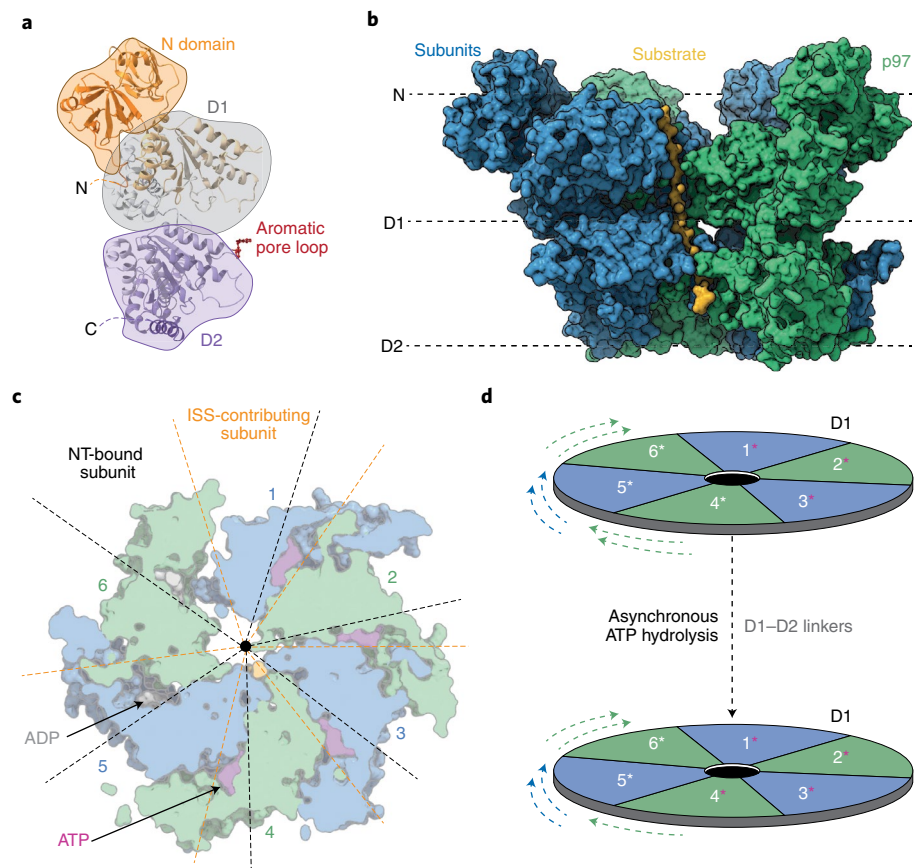 a
N domain
D1
N
Aromatic
pore loop
C
D2
b
Subunits
Substrate
p97
N
D1
D2
c
ISS-contributing
subunit
NT-bound
subunit
1
2
6
3
5
4
ADP
ATP
d
D1
6*
1*
2*
5*
4*
3*
Asynchronous
ATP hydrolysis
D1–D2 linkers
D1
6*
1*
2*
5*
4*
3*